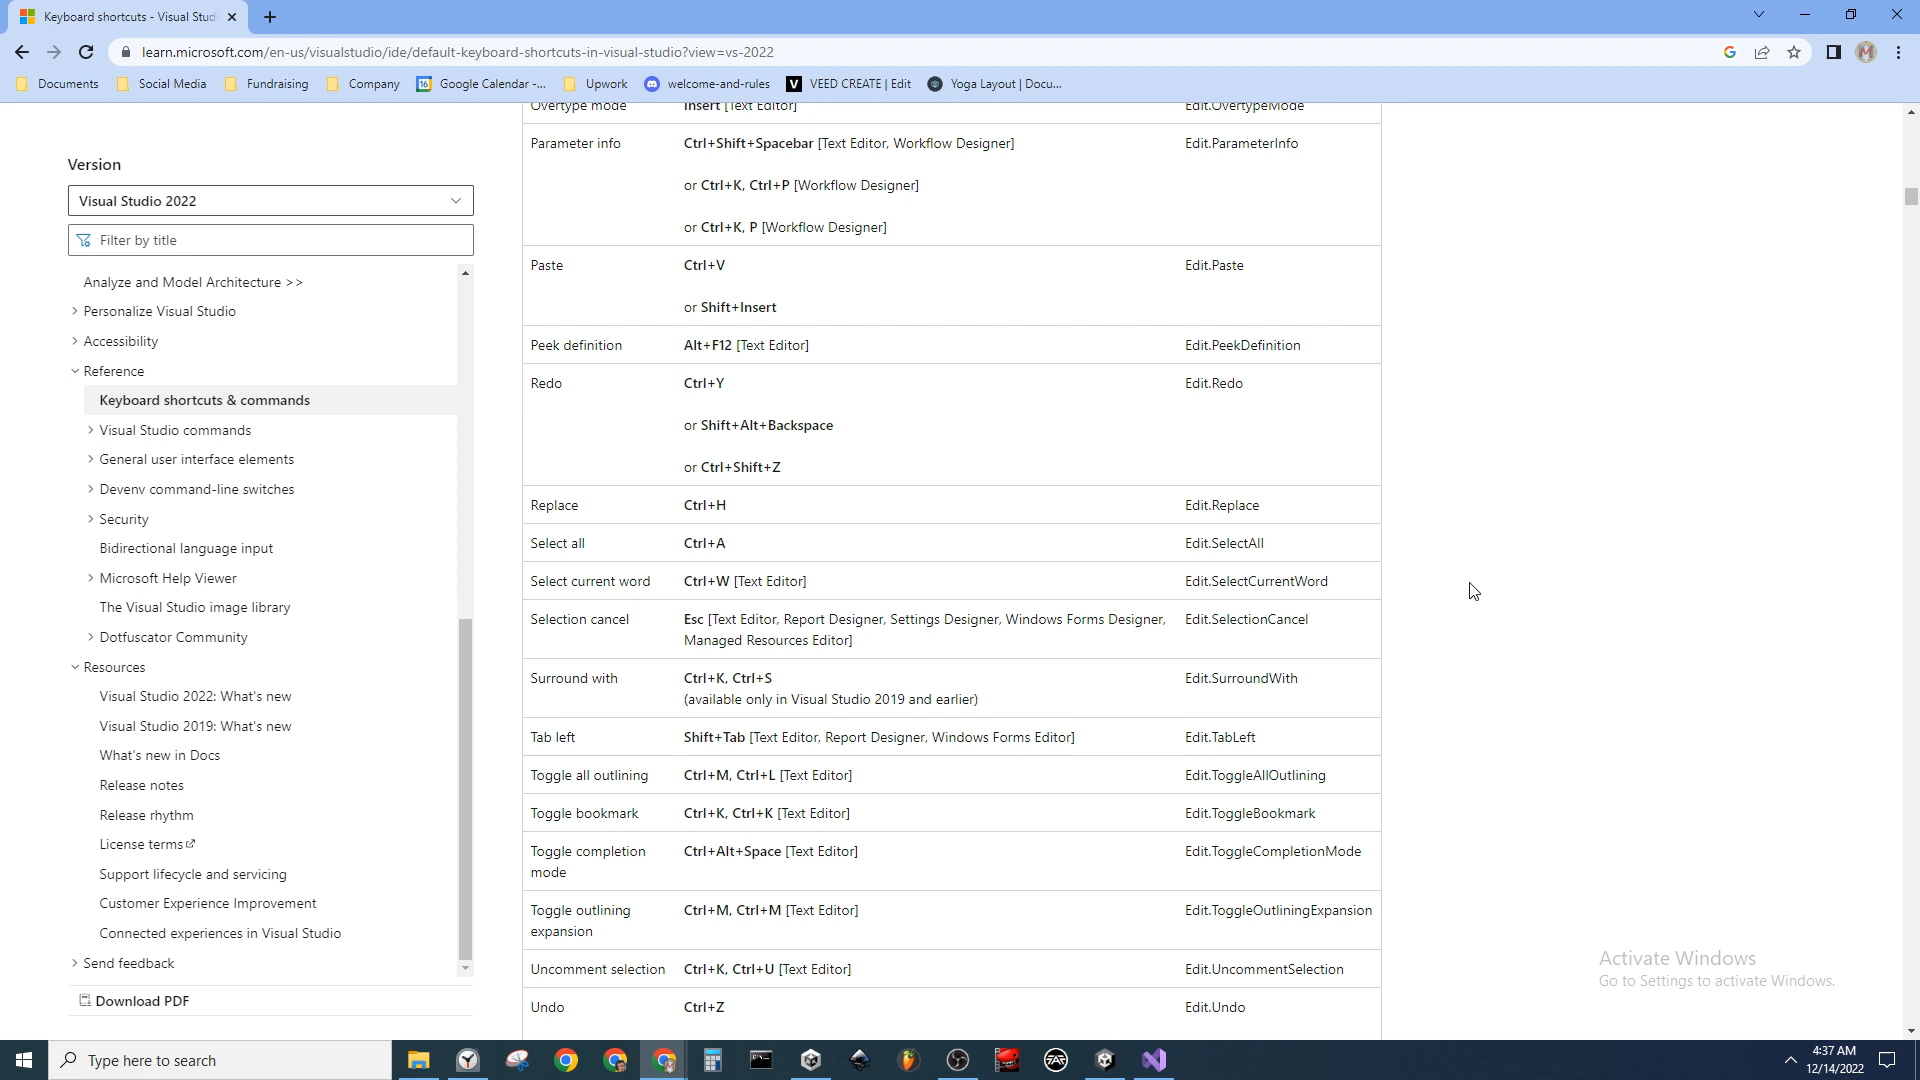 Keyboard shortcuts - Visual Studi
learn.microsoft.com/en-us/visualstudio/ide/default-keyboard-shortcuts-in-visual-studio?view=vs-2022
Documents Social Media Fundraising Company Google Calendar -... Upwork welcome-and-rules VEED CREATE | Edit Yoga Layout | Docu...
Version
Visual Studio 2022
Filter by title
Analyze and Model Architecture >>
Personalize Visual Studio
Accessibility
Reference
Keyboard shortcuts & commands
Visual Studio commands
General user interface elements
Devenv command-line switches
Security
Bidirectional language input
Microsoft Help Viewer
The Visual Studio image library
Dotfuscator Community
Resources
Visual Studio 2022: What's new
Visual Studio 2019: What's new
What's new in Docs
Release notes
Release rhythm
License terms
Support lifecycle and servicing
Customer Experience Improvement
Connected experiences in Visual Studio
Send feedback
Download PDF
Overtype mode Insert [Text Editor] Edit.OvertypeMode
Parameter info Ctrl+Shift+Spacebar [Text Editor, Workflow Designer] Edit.ParameterInfo
or Ctrl+K, Ctrl+P [Workflow Designer]
or Ctrl+K, P [Workflow Designer]
Paste Ctrl+V Edit.Paste
or Shift+Insert
Peek definition Alt+F12 [Text Editor] Edit.PeekDefinition
Redo Ctrl+Y Edit.Redo
or Shift+Alt+Backspace
or Ctrl+Shift+Z
Replace Ctrl+H Edit.Replace
Select all Ctrl+A Edit.SelectAll
Select current word Ctrl+W [Text Editor] Edit.SelectCurrentWord
Selection cancel Esc [Text Editor, Report Designer, Settings Designer, Windows Forms Designer, Edit.SelectionCancel
Managed Resources Editor]
Surround with Ctrl+K, Ctrl+S Edit.SurroundWith
(available only in Visual Studio 2019 and earlier)
Tab left Shift+Tab [Text Editor, Report Designer, Windows Forms Editor] Edit.TabLeft
Toggle all outlining Ctrl+M, Ctrl+L [Text Editor] Edit.ToggleAllOutlining
Toggle bookmark Ctrl+K, Ctrl+K [Text Editor] Edit.ToggleBookmark
Toggle completion Ctrl+Alt+Space [Text Editor] Edit.ToggleCompletionMode
mode
Toggle outlining Ctrl+M, Ctrl+M [Text Editor] Edit.ToggleOutliningExpansion
expansion
Uncomment selection Ctrl+K, Ctrl+U [Text Editor] Edit.UncommentSelection
Undo Ctrl+Z Edit.Undo
Activate Windows
Go to Settings to activate Windows.
Type here to search
4:37 AM
12/14/2022